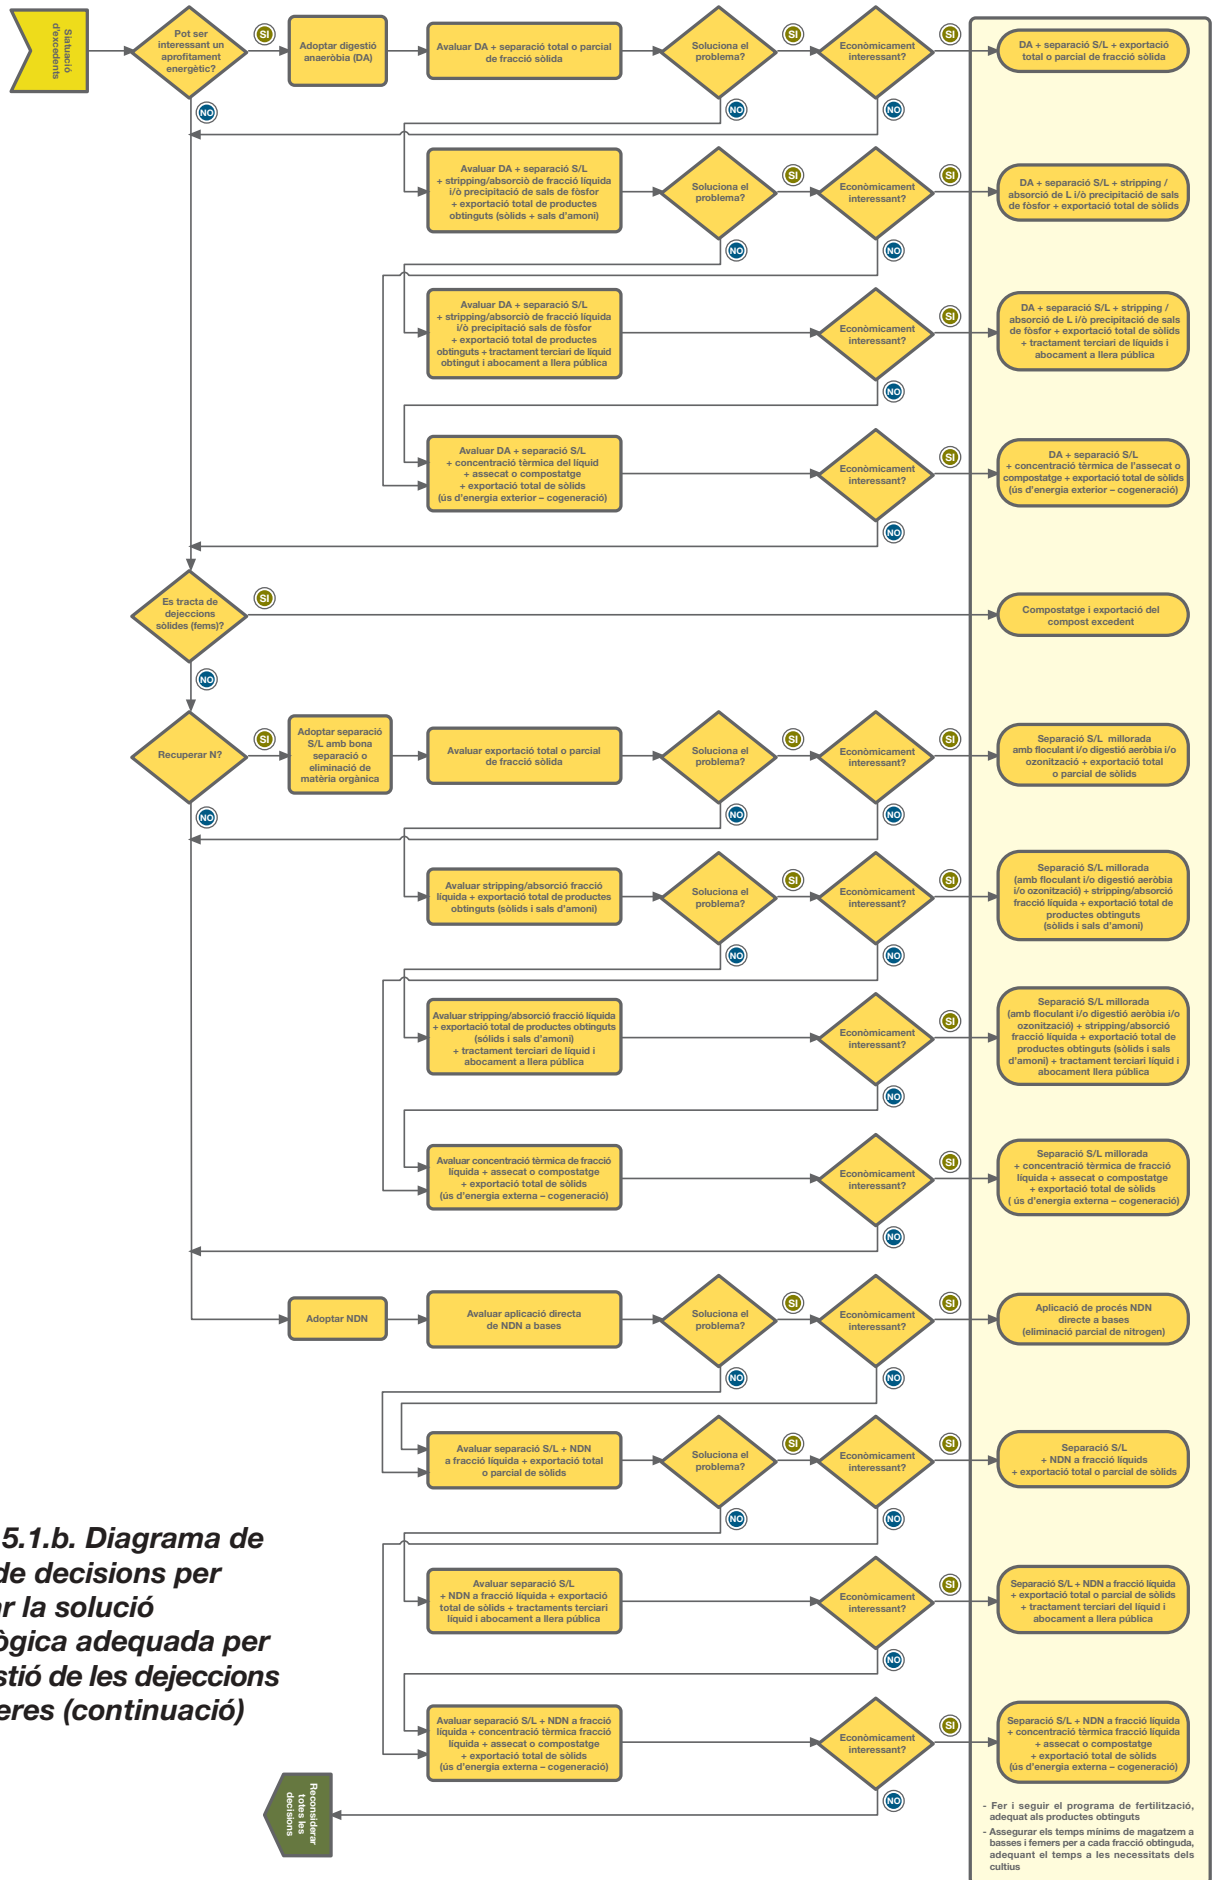 Siatuació
d'excedents
Pot ser
interessant un
aprofitament
energètic?
SI
Adoptar digestió
anaeròbia (DA)
Avaluar DA + separació total o parcial
de fracció sòlida
Soluciona el
problema?
SI
Econòmicament
interessant?
SI
DA + separació S/L + exportació
total o parcial de fracció sòlida
NO
NO
NO
Avaluar DA + separació S/L
+ stripping/absorciò de fracció líquida
i/ò precipitació de sals de fòsfor
+ exportació total de productes
obtinguts (sòlids + sals d'amoni)
Soluciona el
problema?
SI
Econòmicament
interessant?
SI
DA + separació S/L + stripping /
absorció de L i/ò precipitació de sals
de fòsfor + exportació total de sòlids
NO
NO
Avaluar DA + separació S/L
+ stripping/absorciò de fracció líquida
i/ò precipitació sals de fòsfor
+ exportació total de productes
obtinguts + tractament terciari de líquid
obtingut i abocament a llera pública
Econòmicament
interessant?
SI
DA + separació S/L + stripping /
absorció de L i/ò precipitació de sals
de fòsfor + exportació total de sòlids
+ tractament terciari de líquids i
abocament a llera pública
NO
Avaluar DA + separació S/L
+ concentració tèrmica del líquid
+ assecat o compostatge
+ exportació total de sòlids
(ús d'energia exterior – cogeneració)
Econòmicament
interessant?
SI
DA + separació S/L
+ concentració tèrmica de l'assecat o
compostatge + exportació total de sòlids
(ús d'energia exterior – cogeneració)
NO
Es tracta de
dejeccions
sòlides (fems)?
SI
Compostatge i exportació del
compost excedent
NO
Recuperar N?
SI
Adoptar separació
S/L amb bona
separació o
eliminació de
matèria orgànica
Avaluar exportació total o parcial
de fracció sòlida
Soluciona el
problema?
SI
Econòmicament
interessant?
SI
Separació S/L millorada
amb floculant i/o digestió aeròbia i/o
ozonització + exportació total
o parcial de sòlids
NO
NO
NO
Avaluar stripping/absorció fracció
líquida + exportació total de productes
obtinguts (sòlids i sals d'amoni)
Soluciona el
problema?
SI
Econòmicament
interessant?
SI
Separació S/L millorada
(amb floculant i/o digestió aeròbia
i/o ozonització) + stripping/absorció
fracció líquida + exportació total de
productes obtinguts
(sòlids i sals d'amoni)
NO
NO
Avaluar stripping/absorció fracció líquida
+ exportació total de productes obtinguts
(sólids i sals d'amoni)
+ tractament terciari de líquid i
abocament a llera pública
Econòmicament
interessant?
SI
Separació S/L millorada
(amb floculant i/o digestió aeròbia i/o
ozonització) + stripping/absorció
fracció líquida + exportació total de
productes obtinguts (sòlids i sals
d'amoni) + tractament terciari líquid i
abocament llera pública
NO
Avaluar concentració tèrmica de fracció
líquida + assecat o compostatge
+ exportació total de sòlids
(ús d'energia externa – cogeneració)
Econòmicament
interessant?
SI
Separació S/L millorada
+ concentració tèrmica de fracció
líquida + assecat o compostatge
+ exportació total de sòlids
( ús d'energia externa – cogeneració)
NO
Adoptar NDN
Avaluar aplicació directa
de NDN a bases
Soluciona el
problema?
SI
Econòmicament
interessant?
SI
Aplicació de procés NDN
directe a bases
(eliminació parcial de nitrogen)
NO
NO
Avaluar separació S/L + NDN
a fracció líquida + exportació total
o parcial de sòlids
Soluciona el
problema?
SI
Econòmicament
interessant?
SI
Separació S/L
+ NDN a fracció líquids
+ exportació total o parcial de sòlids
NO
NO
5.1.b. Diagrama de
de decisions per
ar la solució
ògica adequada per
stió de les dejeccions
eres (continuació)
Avaluar separació S/L
+ NDN a fracció líquida + exportació
total de sòlids + tractaments terciari
líquid i abocament a llera pública
Econòmicament
interessant?
SI
Separació S/L + NDN a fracció líquida
+ exportació total o parcial de sòlids
+ tractament terciari del líquid i
abocament a llera pública
NO
Avaluar separació S/L + NDN a fracció
líquida + concentració tèrmica fracció
líquida + assecat o compostatge
+ exportació total de sòlids
(ús d'energia externa – cogeneració)
Econòmicament
interessant?
SI
Separació S/L + NDN a fracció líquida
+ concentració tèrmica fracció líquida
+ assecat o compostatge
+ exportació total de sòlids
(ús d'energia externa – cogeneració)
NO
Reconsiderar
totes les
decisions
- Fer i seguir el programa de fertilització,
adequat als productes obtinguts
- Assegurar els temps mínims de magatzem a
basses i femers per a cada fracció obtinguda,
adequant el temps a les necessitats dels
cultius